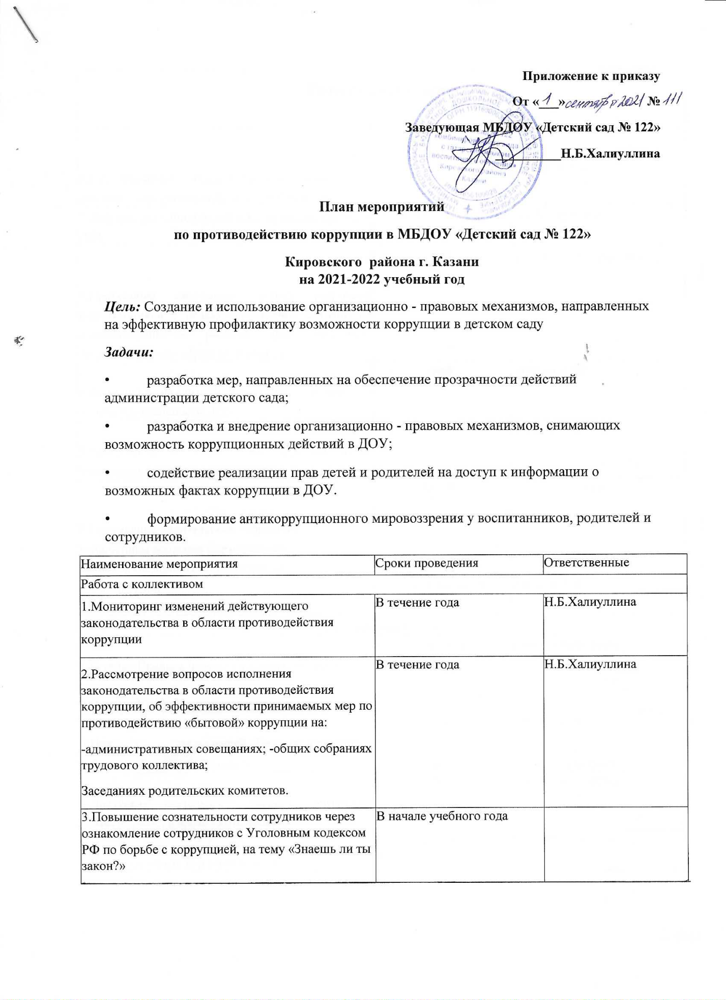 Приложение к приказу
От «1» сентября 2021 № 111
Заведующая МБДОУ «Детский сад № 122»
Н.Б.Халиуллина
План мероприятий
по противодействию коррупции в МБДОУ «Детский сад № 122»
Кировского района г. Казани
на 2021-2022 учебный год
Цель: Создание и использование организационно - правовых механизмов, направленных
на эффективную профилактику возможности коррупции в детском саду
Задачи:
• разработка мер, направленных на обеспечение прозрачности действий
администрации детского сада;
• разработка и внедрение организационно - правовых механизмов, снимающих
возможность коррупционных действий в ДОУ;
• содействие реализации прав детей и родителей на доступ к информации о
возможных фактах коррупции в ДОУ.
• формирование антикоррупционного мировоззрения у воспитанников, родителей и
сотрудников.
Наименование мероприятия Сроки проведения Ответственные
Работа с коллективом
1.Мониторинг изменений действующего В течение года Н.Б.Халиуллина
законодательства в области противодействия
коррупции
2.Рассмотрение вопросов исполнения В течение года Н.Б.Халиуллина
законодательства в области противодействия
коррупции, об эффективности принимаемых мер по
противодействию «бытовой» коррупции на:
-административных совещаниях; -общих собраниях
трудового коллектива;
Заседаниях родительских комитетов.
3.Повышение сознательности сотрудников через В начале учебного года
ознакомление сотрудников с Уголовным кодексом
РФ по борьбе с коррупцией, на тему «Знаешь ли ты
закон?»